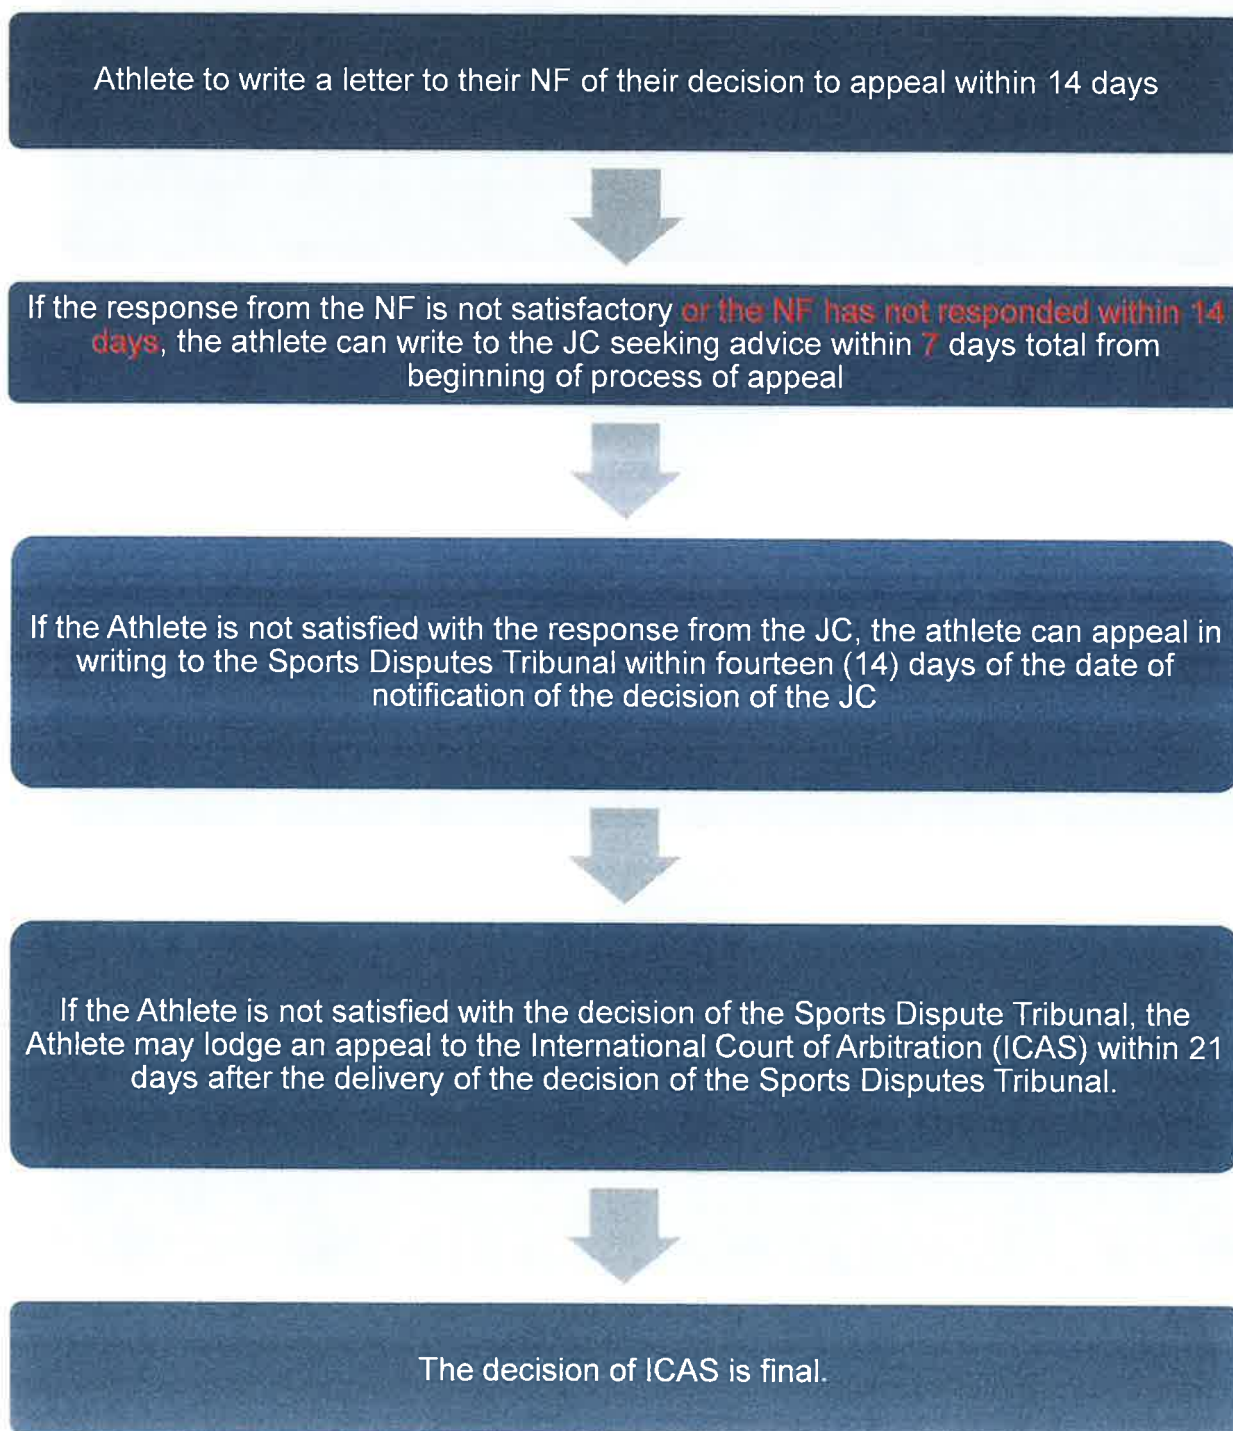 Athlete to write a letter to their NF of their decision to appeal within 14 days
If the response from the NF is not satisfactory or the NF has not responded within 14
days, the athlete can write to the JC seeking advice within 7 days total from
beginning of process of appeal
If the Athlete is not satisfied with the response from the JC, the athlete can appeal in
writing to the Sports Disputes Tribunal within fourteen (14) days of the date of
notification of the decision of the JC
If the Athlete is not satisfied with the decision of the Sports Dispute Tribunal, the
Athlete may lodge an appeal to the International Court of Arbitration (ICAS) within 21
days after the delivery of the decision of the Sports Disputes Tribunal.
The decision of ICAS is final.